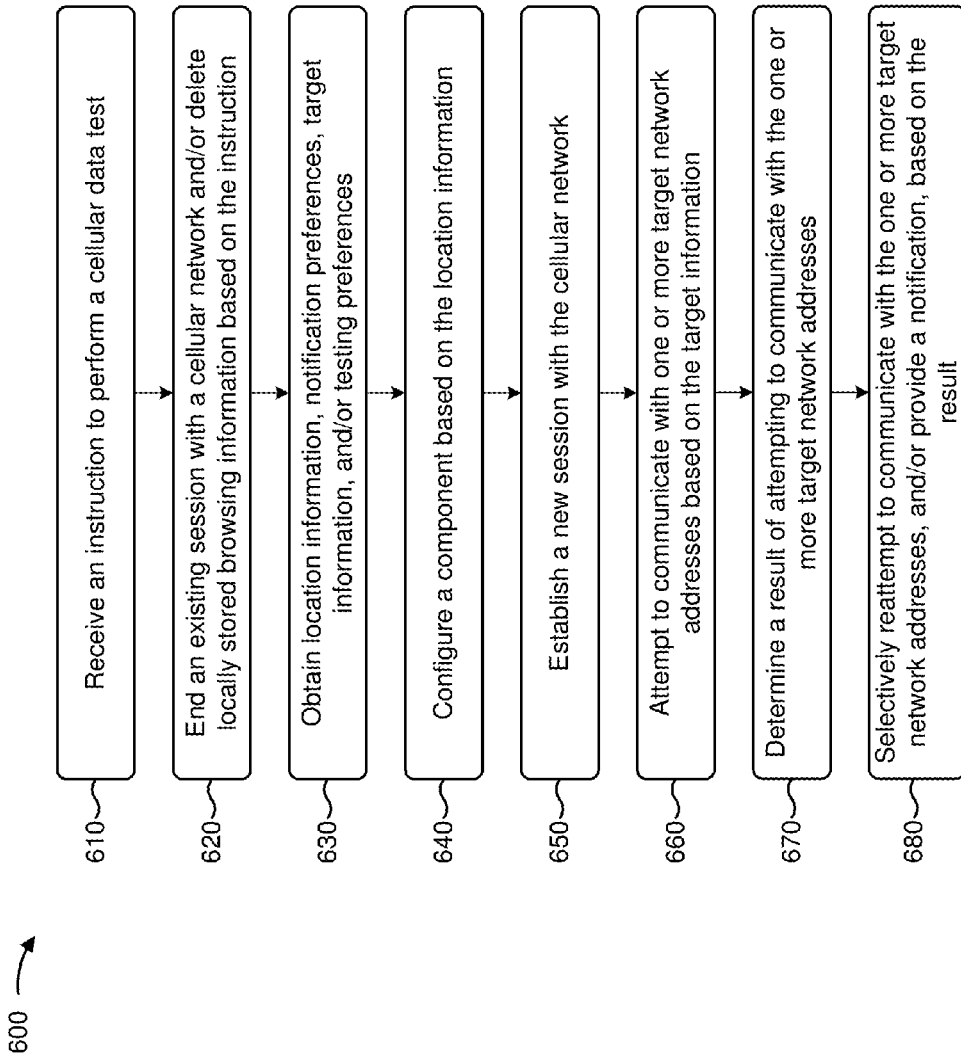 600
610
Receive an instruction to perform a cellular data test
620
End an existing session with a cellular network and/or delete
locally stored browsing information based on the instruction
630
Obtain location information, notification preferences, target
information, and/or testing preferences
640
Configure a component based on the location information
650
Establish a new session with the cellular network
660
Attempt to communicate with one or more target network
addresses based on the target information
670
Determine a result of attempting to communicate with the one or
more target network addresses
680
Selectively reattempt to communicate with the one or more target
network addresses, and/or provide a notification, based on the
result